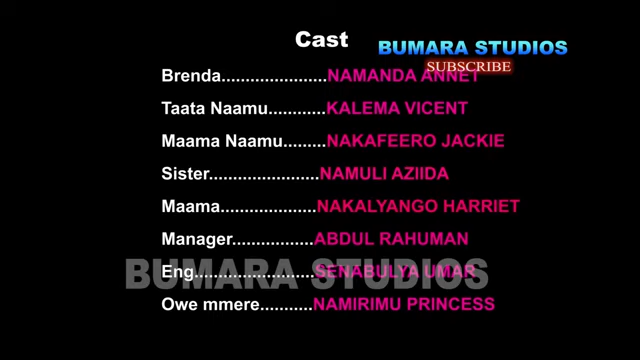 Cast
BUMARA STUDIOS
SUBSCRIBE
Brenda......................NAMANDA ANNET
Taata Naamu............KALEMA VICENT
Maama Naamu.........NAKAFEERO JACKIE
Sister.......................NAMULI AZIIDA
Maama....................NAKALYANGO HARRIET
Manager.................ABDUL RAHUMAN
Eng.........................SENABULYA UMAR
BUMARA STUDIOS
Owe mmere...........NAMIRIMU PRINCESS